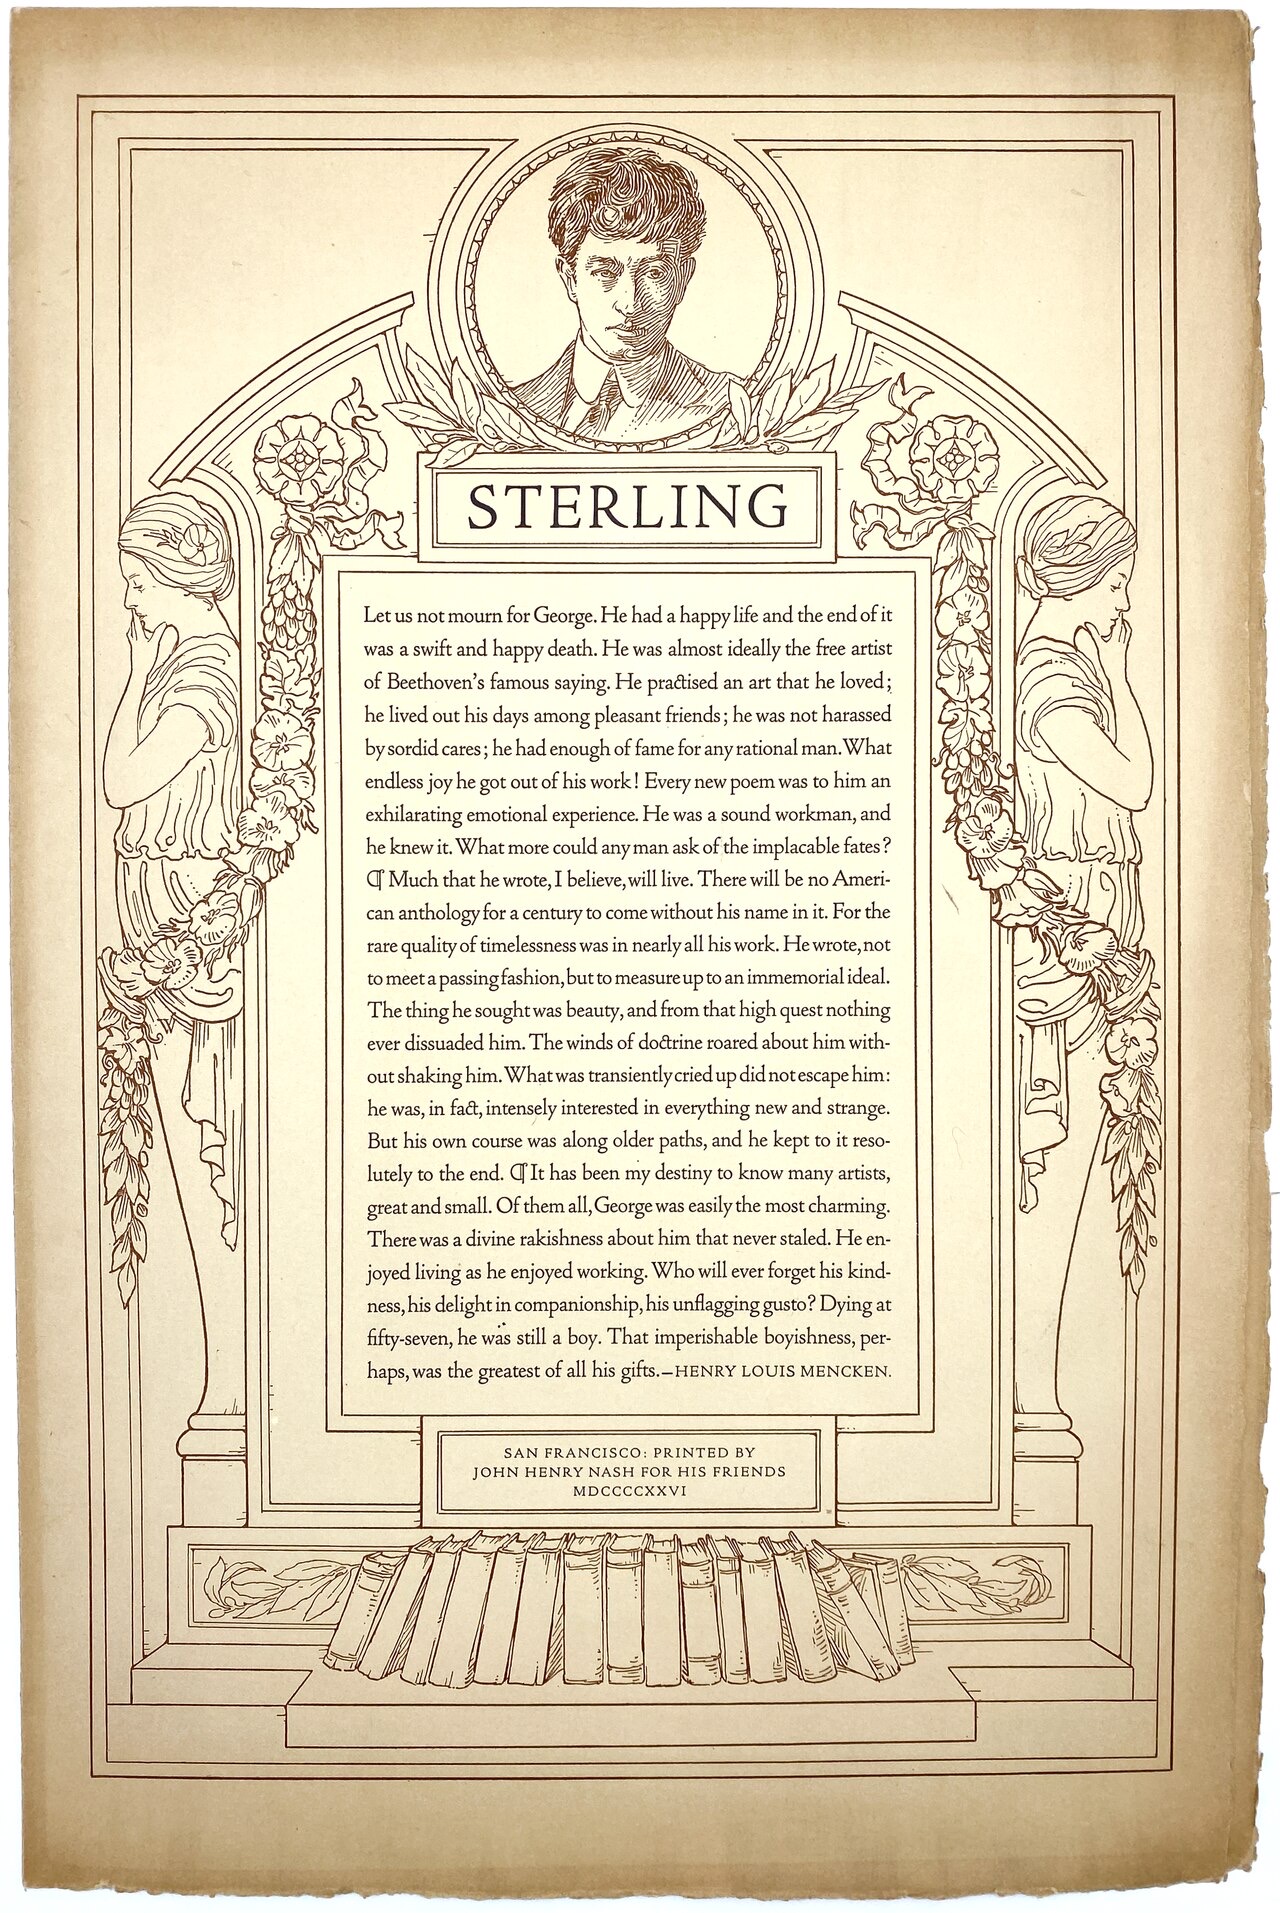 STERLING
Let us not mourn for George. He had a happy life and the end of it
was a swift and happy death. He was almost ideally the free artist
of Beethoven's famous saying. He practised an art that he loved;
he lived out his days among pleasant friends; he was not harassed
by sordid cares; he had enough of fame for any rational man. What
endless joy he got out of his work! Every new poem was to him an
exhilarating emotional experience. He was a sound workman, and
he knew it. What more could any man ask of the implacable fates?
¶ Much that he wrote, I believe, will live. There will be no Ameri-
can anthology for a century to come without his name in it. For the
rare quality of timelessness was in nearly all his work. He wrote, not
to meet a passing fashion, but to measure up to an immemorial ideal.
The thing he sought was beauty, and from that high quest nothing
ever dissuaded him. The winds of doctrine roared about him with-
out shaking him. What was transiently cried up did not escape him:
he was, in fact, intensely interested in everything new and strange.
But his own course was along older paths, and he kept to it reso-
lutely to the end. ¶ It has been my destiny to know many artists,
great and small. Of them all, George was easily the most charming.
There was a divine rakishness about him that never staled. He en-
joyed living as he enjoyed working. Who will ever forget his kind-
ness, his delight in companionship, his unflagging gusto? Dying at
fifty-seven, he was still a boy. That imperishable boyishness, per-
haps, was the greatest of all his gifts.—HENRY LOUIS MENCKEN.
SAN FRANCISCO: PRINTED BY
JOHN HENRY NASH FOR HIS FRIENDS
MDCCCCXXVI